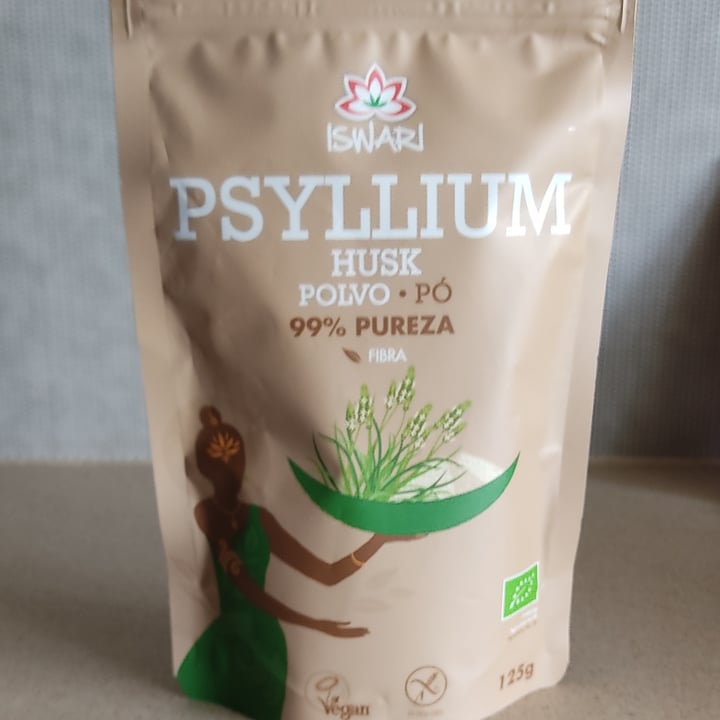 ISWARI
PSYLLIUM
HUSK
POLVO • PÓ
99% PUREZA
FIBRA
Vegan
125g